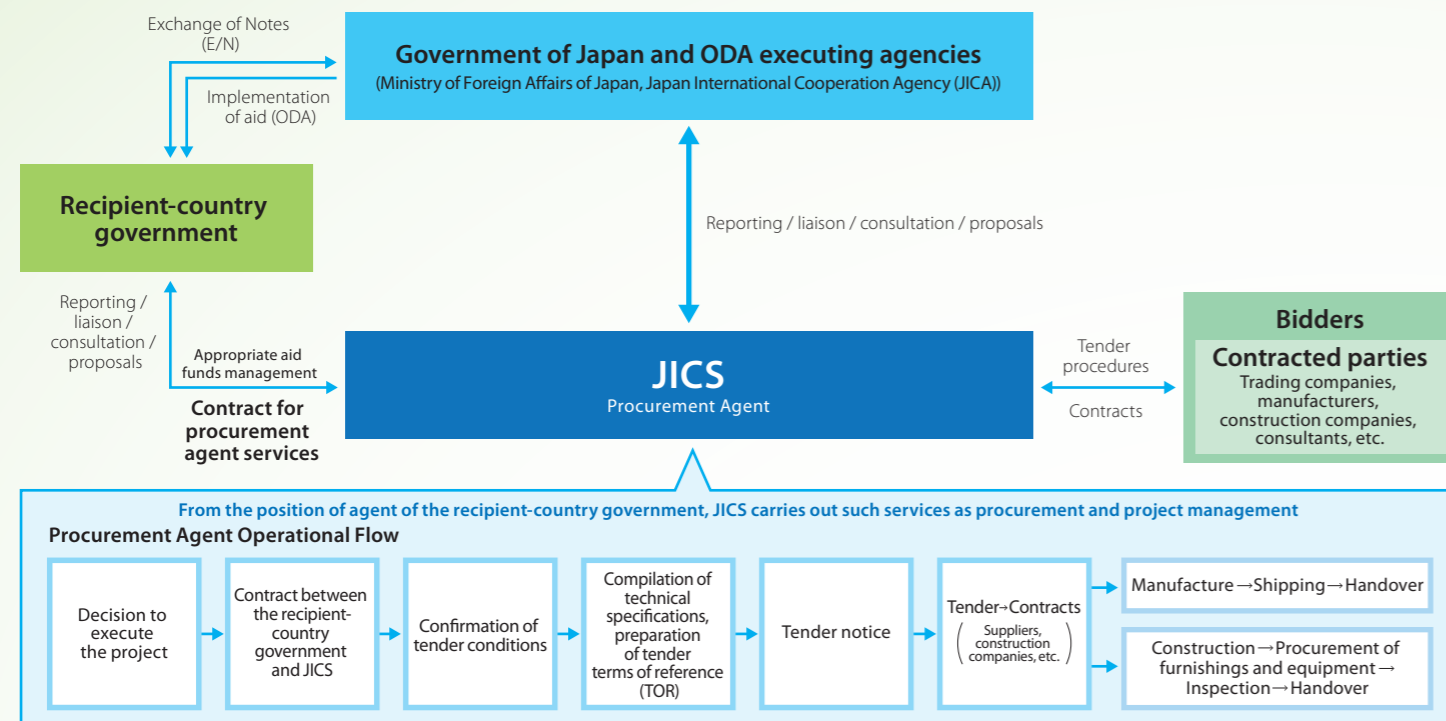 Exchange of Notes
(E/N)
Implementation
of aid (ODA)
Government of Japan and ODA executing agencies
(Ministry of Foreign Affairs of Japan, Japan International Cooperation Agency (JICA))
Recipient-country
government
Reporting / liaison / consultation / proposals
Reporting /
liaison /
consultation /
proposals
Appropriate aid
funds management
Contract for
procurement
agent services
JICS
Procurement Agent
Tender
procedures
Contracts
Bidders
Contracted parties
Trading companies,
manufacturers,
construction companies,
consultants, etc.
From the position of agent of the recipient-country government, JICS carries out such services as procurement and project management
Procurement Agent Operational Flow
Decision to
execute
the project
Contract between
the recipient-
country
government
and JICS
Confirmation of
tender conditions
Compilation of
technical
specifications,
preparation
of tender
terms of reference
(TOR)
Tender notice
Tender→Contracts
(Suppliers,
construction
companies, etc.)
Manufacture→Shipping→Handover
Construction→Procurement of
furnishings and equipment→
Inspection→Handover